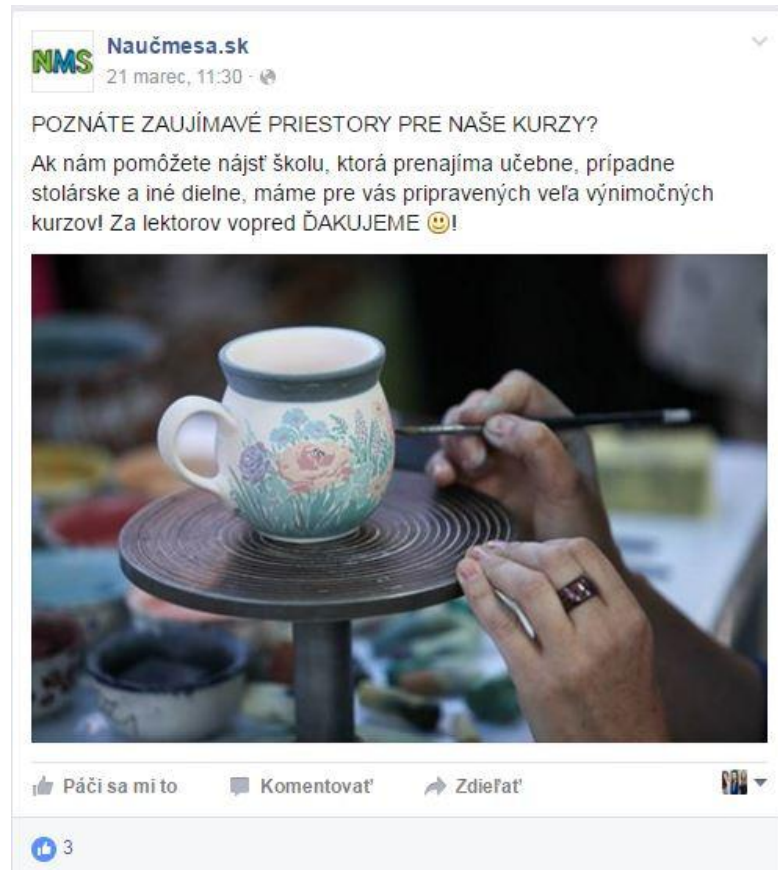 NMS
Naučmesa.sk
21 marec, 11:30 ·
POZNÁTE ZAUJÍMAVÉ PRIESTORY PRE NAŠE KURZY?
Ak nám pomôžete nájsť školu, ktorá prenajíma učebne, prípadne
stolárske a iné dielne, máme pre vás pripravených veľa výnimočných
kurzov! Za lektorov vopred ĎAKUJEME 🙂!
Páči sa mi to Komentovať Zdieľať
3